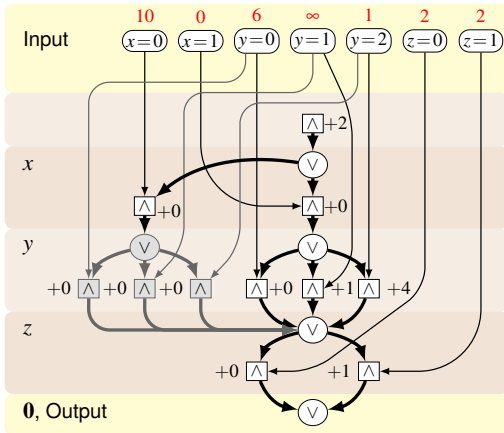 10 0 6 ∞ 1 2 2
Input x=0 x=1 y=0 y=1 y=2 z=0 z=1
∧ +2
x ∨
∧ +0 ∧ +0
y ∨ ∨
+0 ∧ +0 ∧ +0 ∧ ∧ +0 ∧ +1 ∧ +4
z ∨
+0 ∧ +1 ∧
0, Output ∨